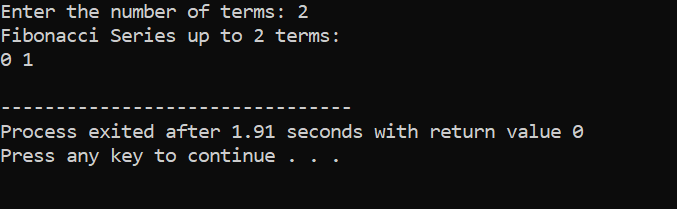 Enter the number of terms: 2
Fibonacci Series up to 2 terms:
0 1
--------------------------------
Process exited after 1.91 seconds with return value 0
Press any key to continue . . .